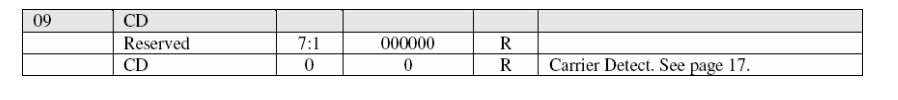 09 CD
Reserved 7:1 000000 R
CD 0 0 R Carrier Detect. See page 17.